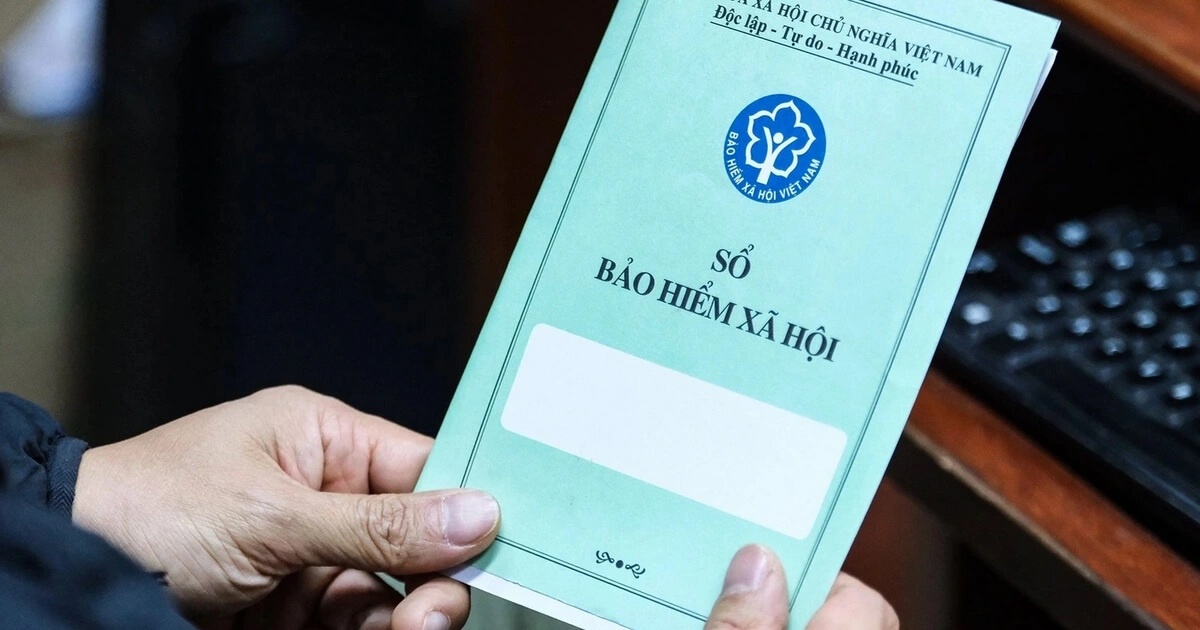 XÃ HỘI CHỦ NGHĨA VIỆT NAM
Độc lập - Tự do - Hạnh phúc
BẢO HIỂM XÃ HỘI VIỆT NAM
SỔ
BẢO HIỂM XÃ HỘI